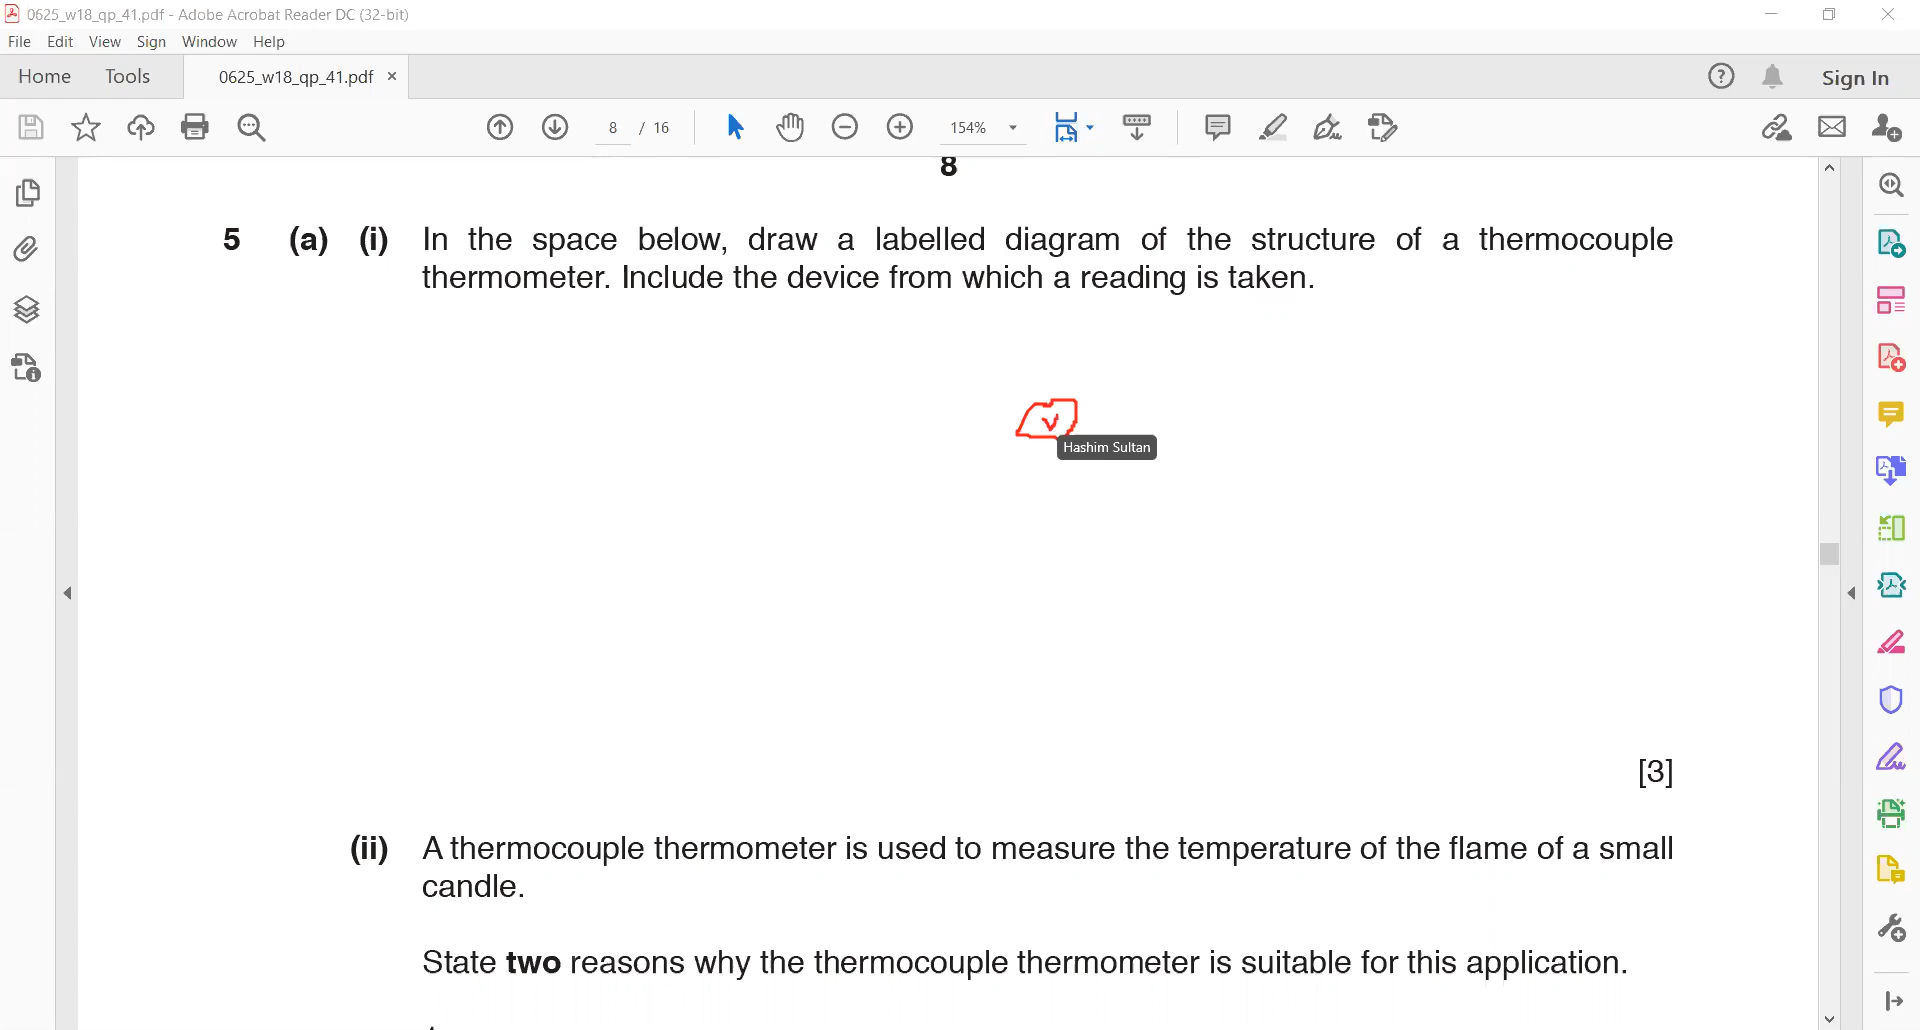 0625_w18_qp_41.pdf - Adobe Acrobat Reader DC (32-bit)
File Edit View Sign Window Help
Home Tools 0625_w18_qp_41.pdf × Sign In
8 / 16 154%
8
5 (a) (i) In the space below, draw a labelled diagram of the structure of a thermocouple
thermometer. Include the device from which a reading is taken.
V
Hashim Sultan
[3]
(ii) A thermocouple thermometer is used to measure the temperature of the flame of a small
candle.
State two reasons why the thermocouple thermometer is suitable for this application.